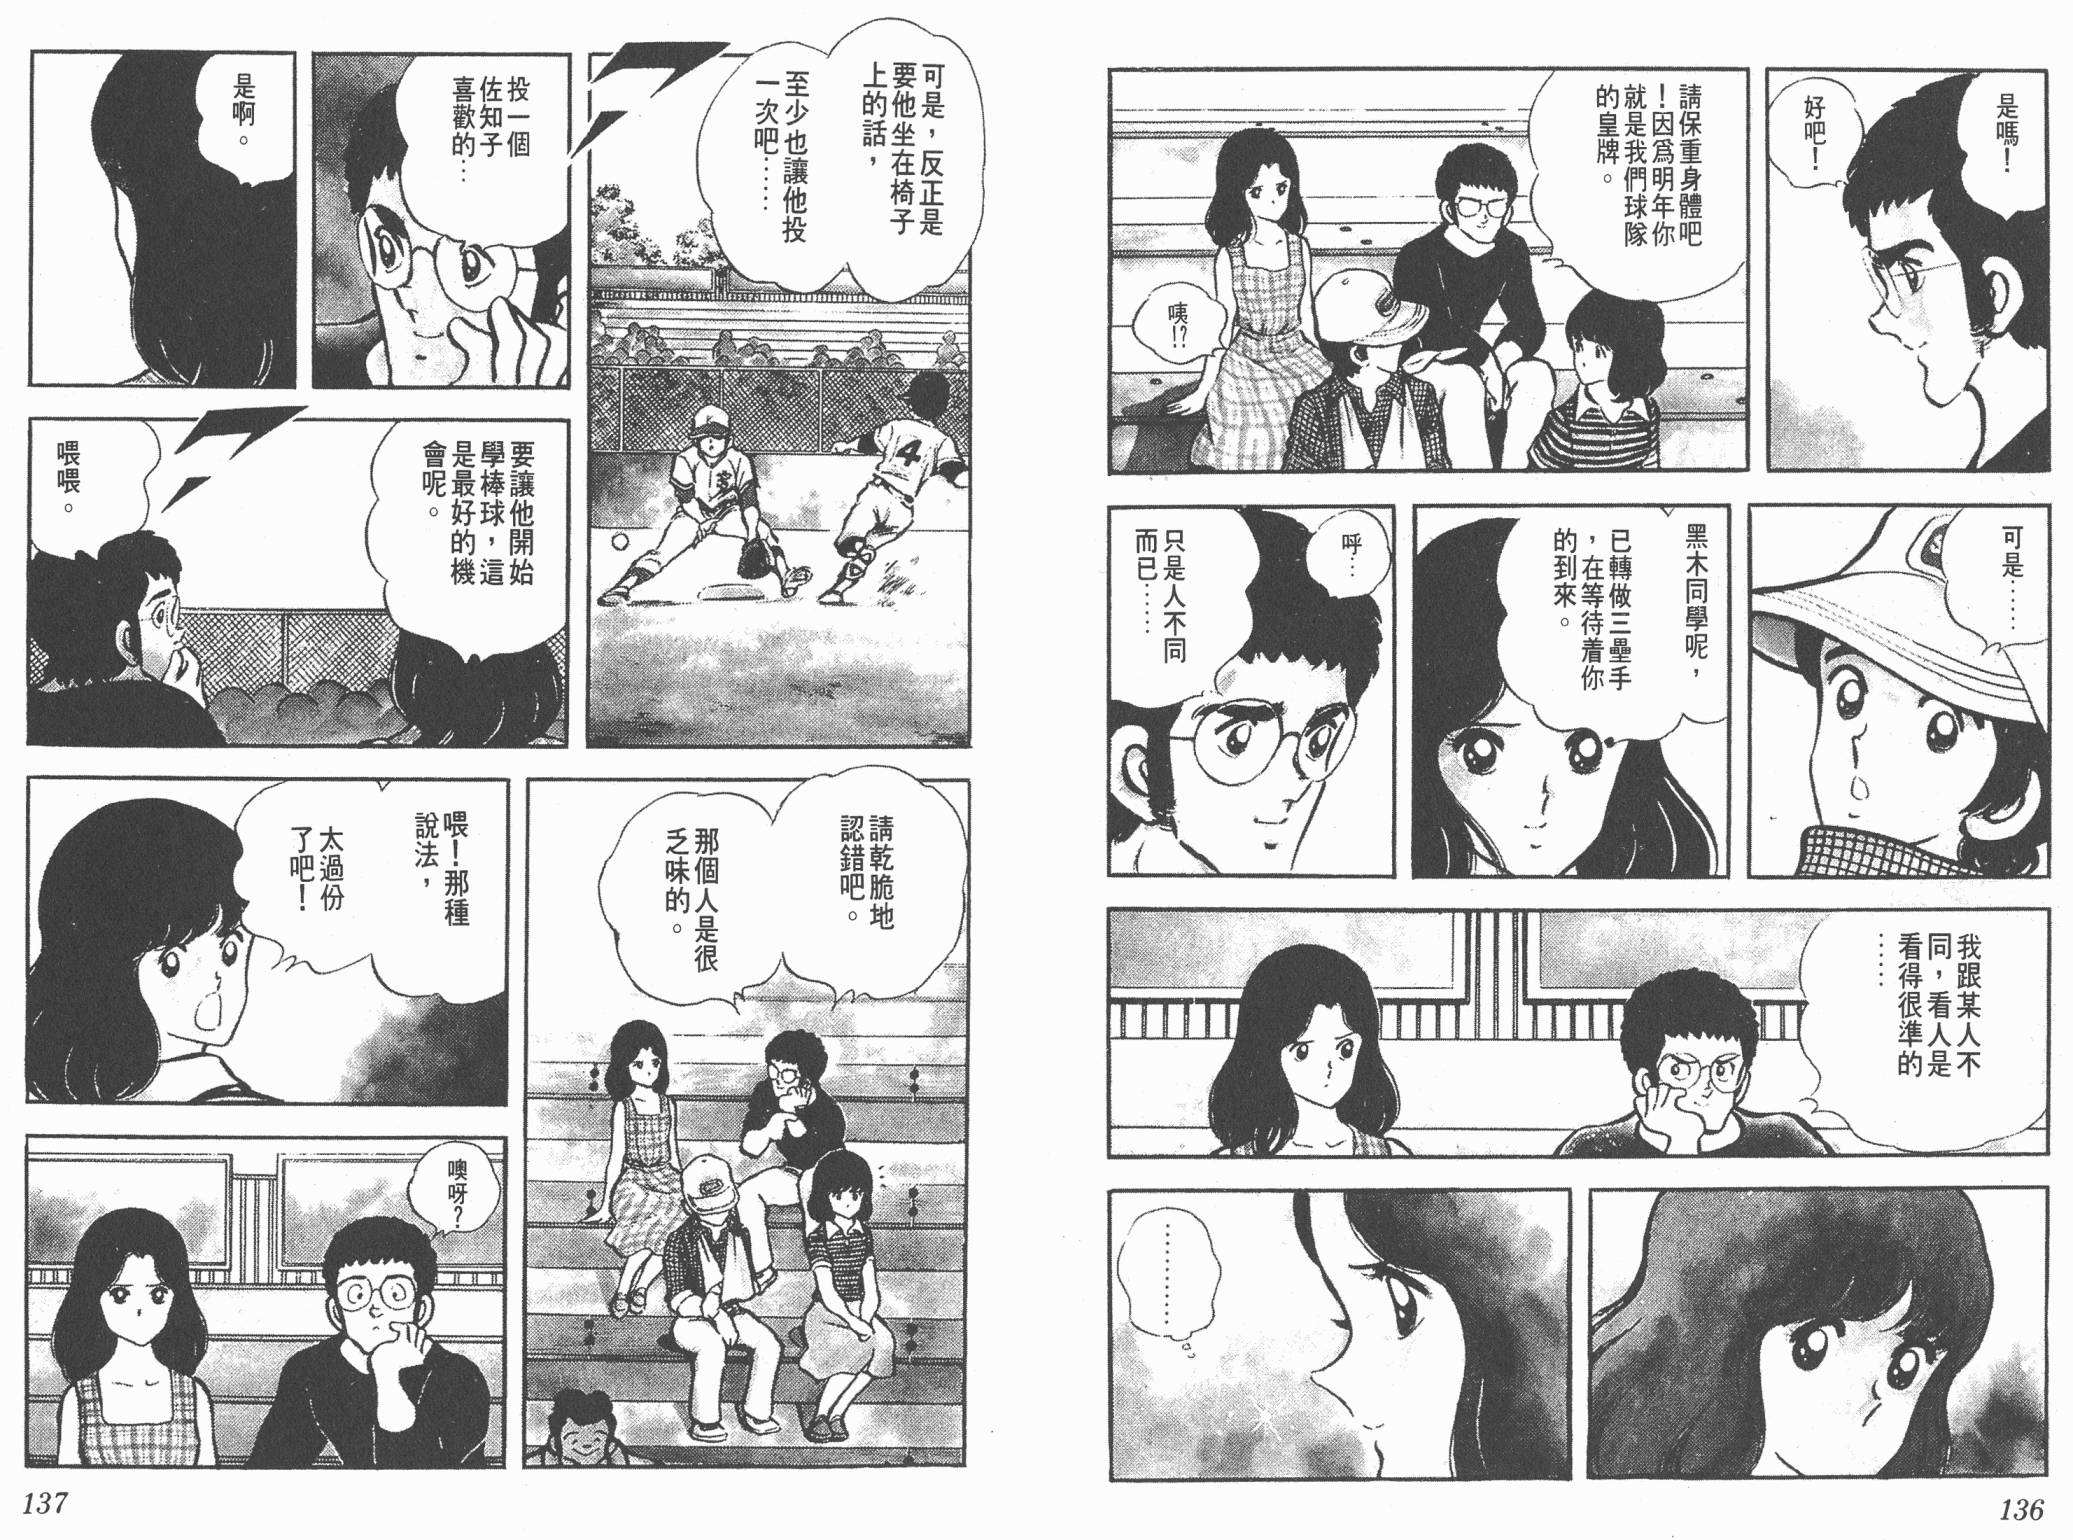 是嗎！
好吧！
請保重身體吧
！因爲明年你
就是我們球隊
的皇牌。
咦!?
可是……
黑木同學呢，
已轉做三壘手
，在等待着你
的到來。
呼…
只是人不同
而已……
我跟某人不
同，看人是
看得很準的
……
…………
136
可是，反正是
要他坐在椅子
上的話，
至少也讓他投
一次吧……
投一個
佐知子
喜歡的…
是啊。
要讓他開始
學棒球，這
是最好的機
會呢。
喂喂。
請乾脆地
認錯吧。
那個人是很
乏味的。
喂！那種
說法，
太過份
了吧！
噢呀？
4
137